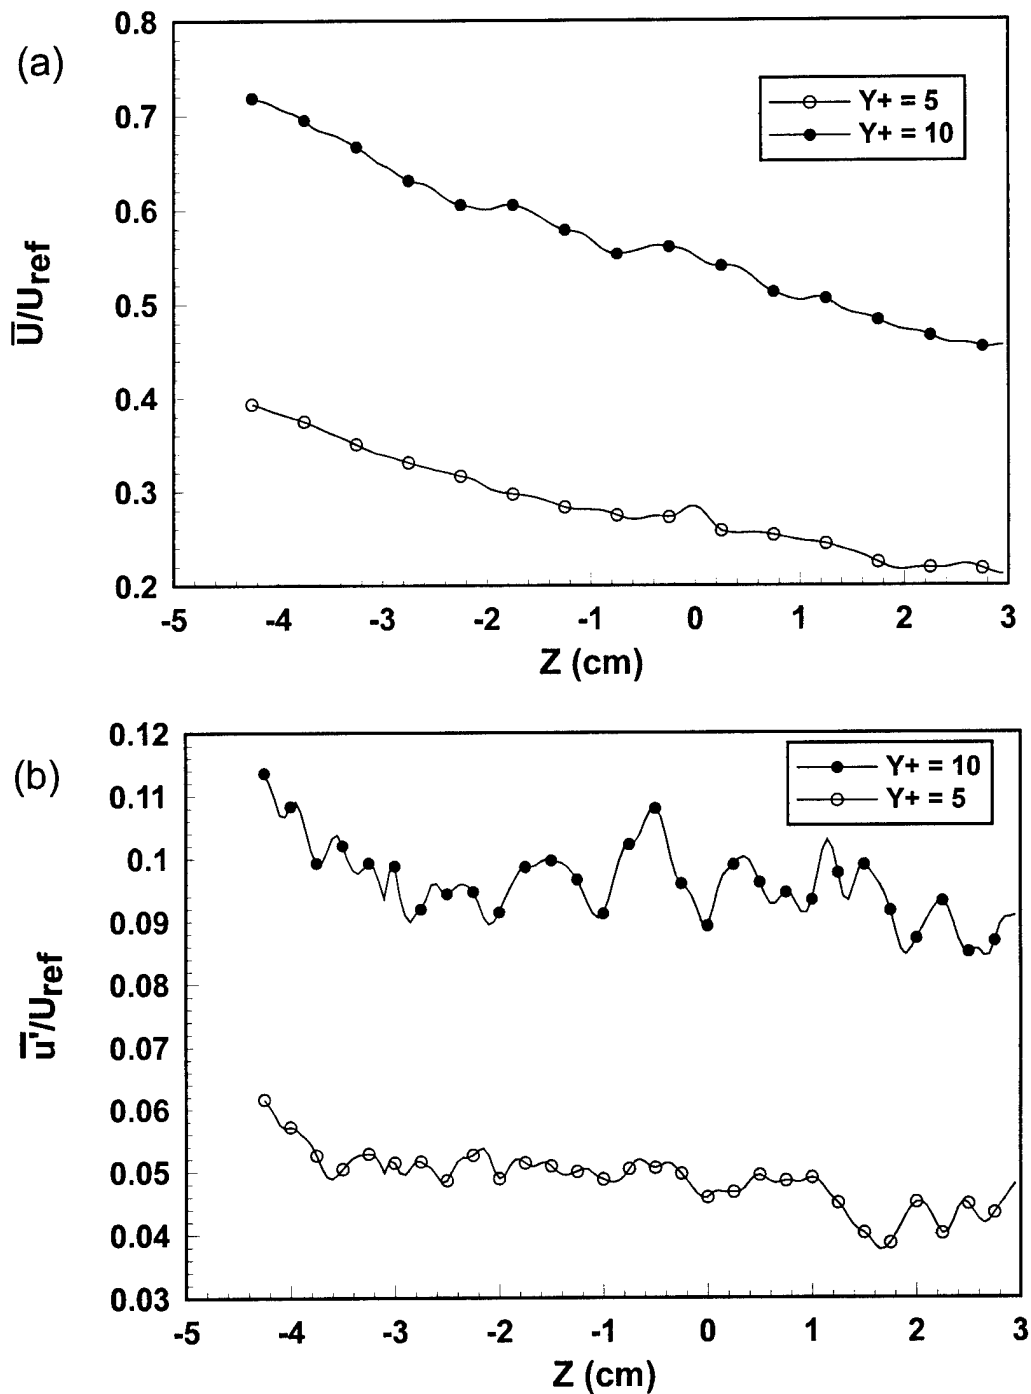 (a)
0.8
0.7
0.6
0.5
0.4
0.3
0.2
U̅/Uref
Y+ = 5
Y+ = 10
-5 -4 -3 -2 -1 0 1 2 3
Z (cm)
(b)
0.12
0.11
0.1
0.09
0.08
0.07
0.06
0.05
0.04
0.03
u̅'/Uref
Y+ = 10
Y+ = 5
-5 -4 -3 -2 -1 0 1 2 3
Z (cm)